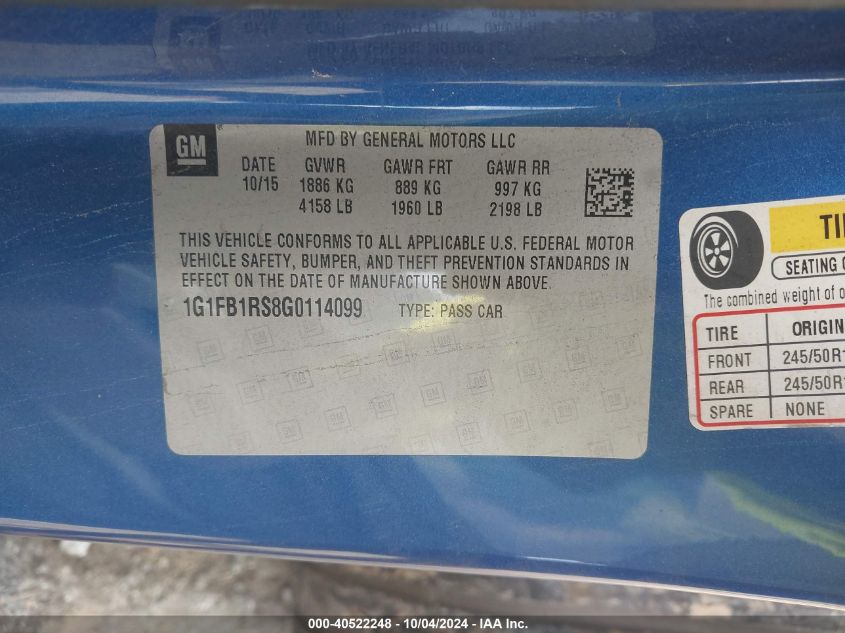 GM
MFD BY GENERAL MOTORS LLC
DATE GVWR GAWR FRT GAWR RR
10/15 1886 KG 889 KG 997 KG
4158 LB 1960 LB 2198 LB
THIS VEHICLE CONFORMS TO ALL APPLICABLE U.S. FEDERAL MOTOR
VEHICLE SAFETY, BUMPER, AND THEFT PREVENTION STANDARDS IN
EFFECT ON THE DATE OF MANUFACTURE SHOWN ABOVE.
1G1FB1RS8G0114099 TYPE: PASS CAR
SEATING
The combined weight of
TIRE
FRONT 245/50R
REAR 245/50R
SPARE NONE
000-40522248 - 10/04/2024 - IAA Inc.